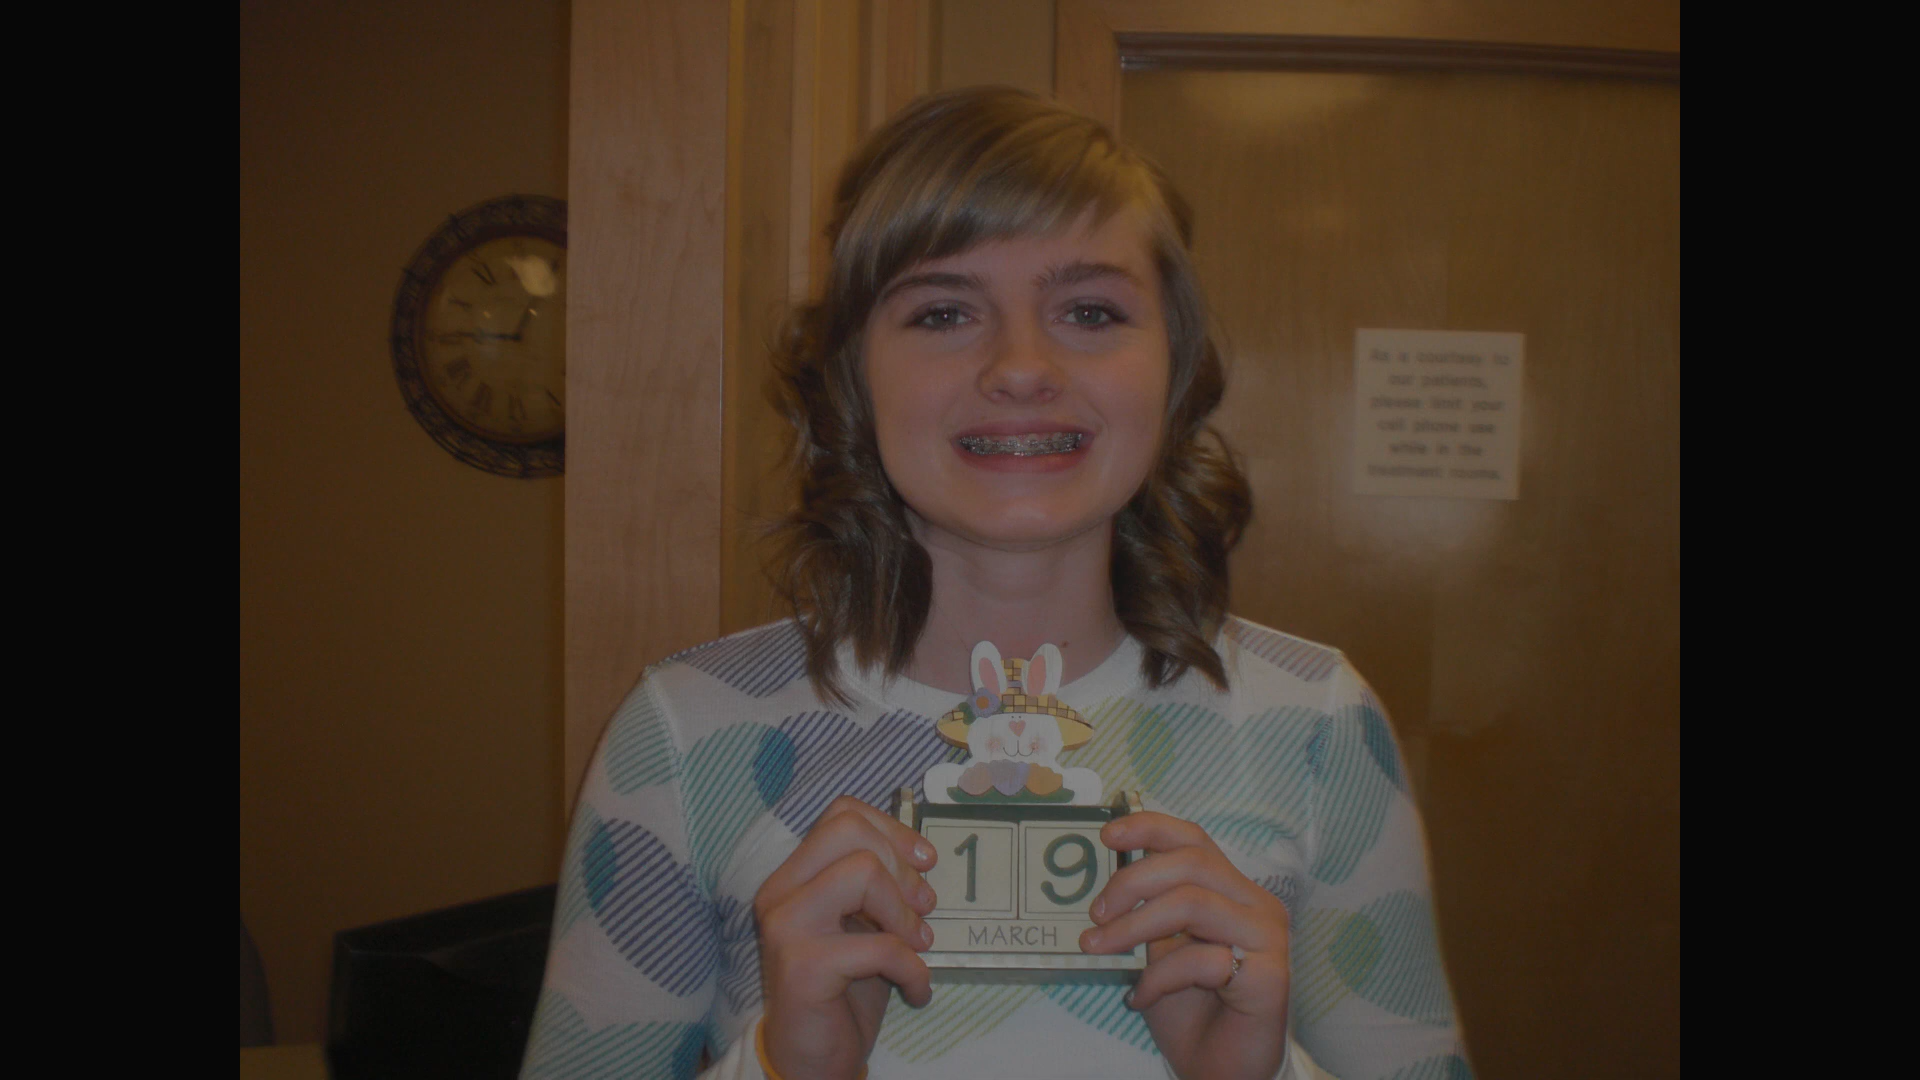 As a courtesy to
our patients,
please limit your
cell phone use
while in the
treatment rooms.
19
MARCH